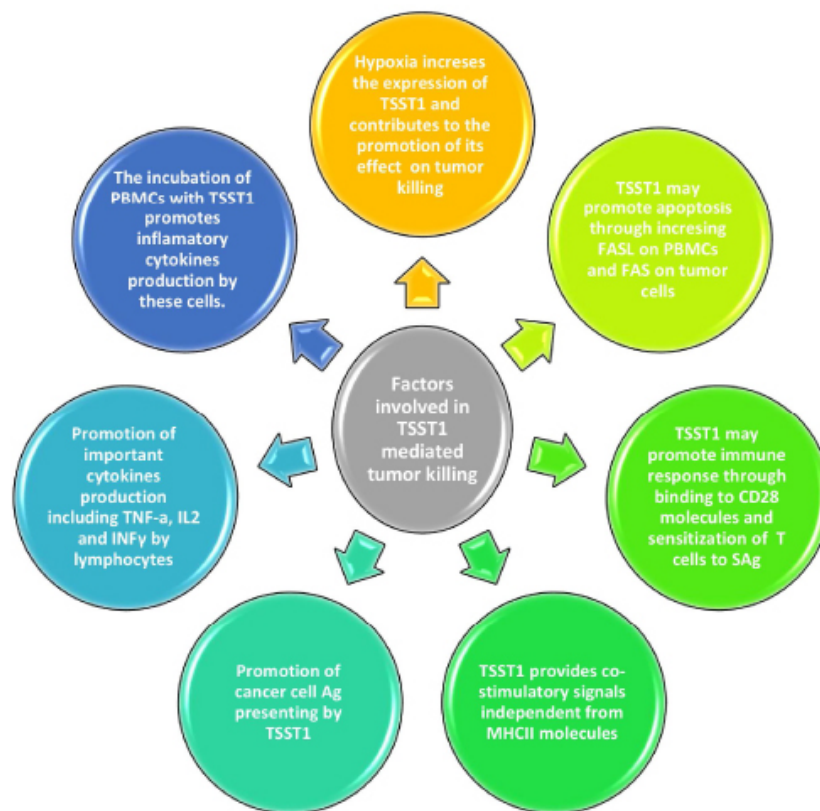 Hypoxia increses
the expression of
TSST1 and
contributes to the
promotion of its
effect on tumor
killing
TSST1 may
promote apoptosis
through incresing
FASL on PBMCs
and FAS on tumor
cells
TSST1 may
promote immune
response through
binding to CD28
molecules and
sensitization of T
cells to SAg
TSST1 provides co-
stimulatory signals
independent from
MHCII molecules
Promotion of
cancer cell Ag
presenting by
TSST1
Promotion of
important
cytokines
production
including TNF-a, IL2
and INFγ by
lymphocytes
The incubation of
PBMCs with TSST1
promotes
inflamatory
cytokines
production by
these cells.
Factors
involved in
TSST1
mediated
tumor killing